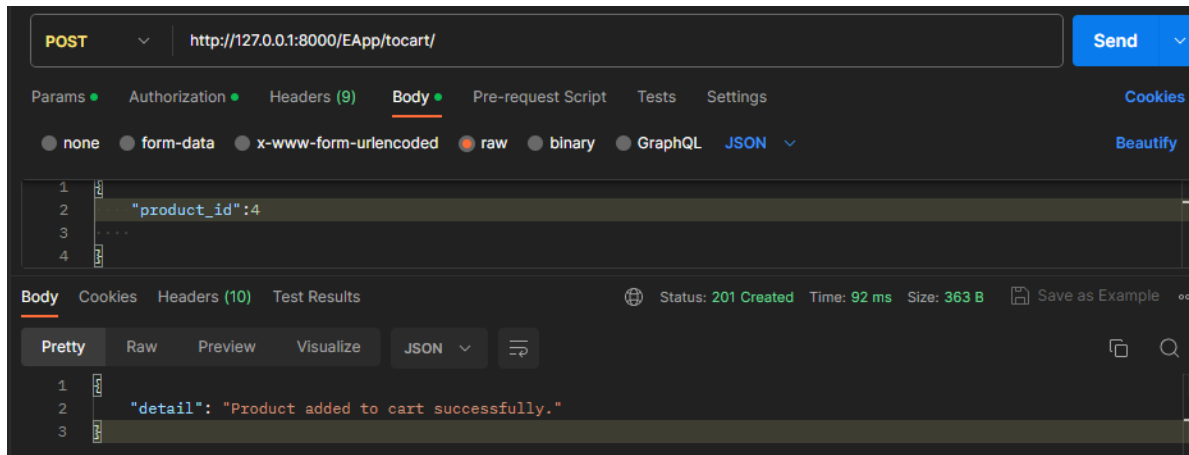 POST http://127.0.0.1:8000/EApp/tocart/ Send
Params Authorization Headers (9) Body Pre-request Script Tests Settings Cookies
none form-data x-www-form-urlencoded raw binary GraphQL JSON Beautify
1 {
2 "product_id":4
3
4 }
Body Cookies Headers (10) Test Results Status: 201 Created Time: 92 ms Size: 363 B Save as Example
Pretty Raw Preview Visualize JSON
1 {
2 "detail": "Product added to cart successfully."
3 }